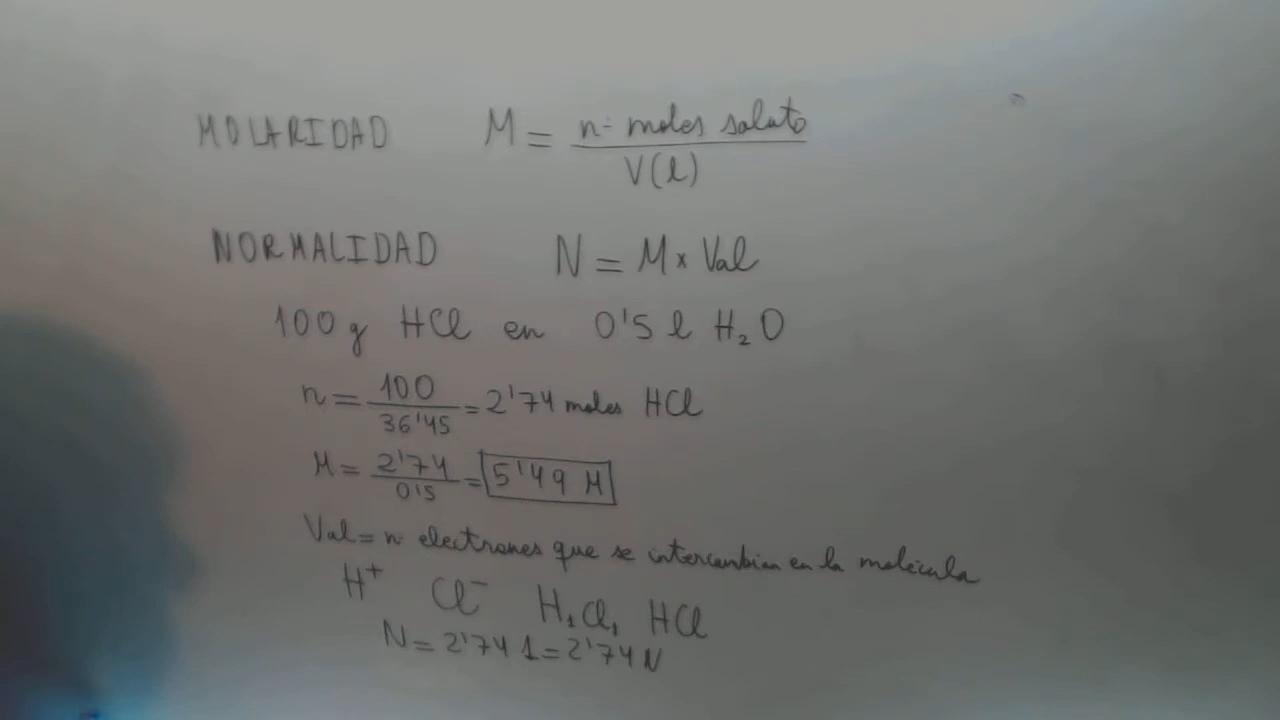 MOLARIDAD M = n· moles soluto / V(l)
NORMALIDAD N = M x Val
100 g HCl en 0'5 l H₂O
n = 100 / 36'45 = 2'74 moles HCl
M = 2'74 / 0'5 = 5'49 M
Val = n· electrones que se intercambian en la molécula
H⁺ Cl⁻ H₁Cl₁ HCl
N = 2'74 1 = 2'74 N